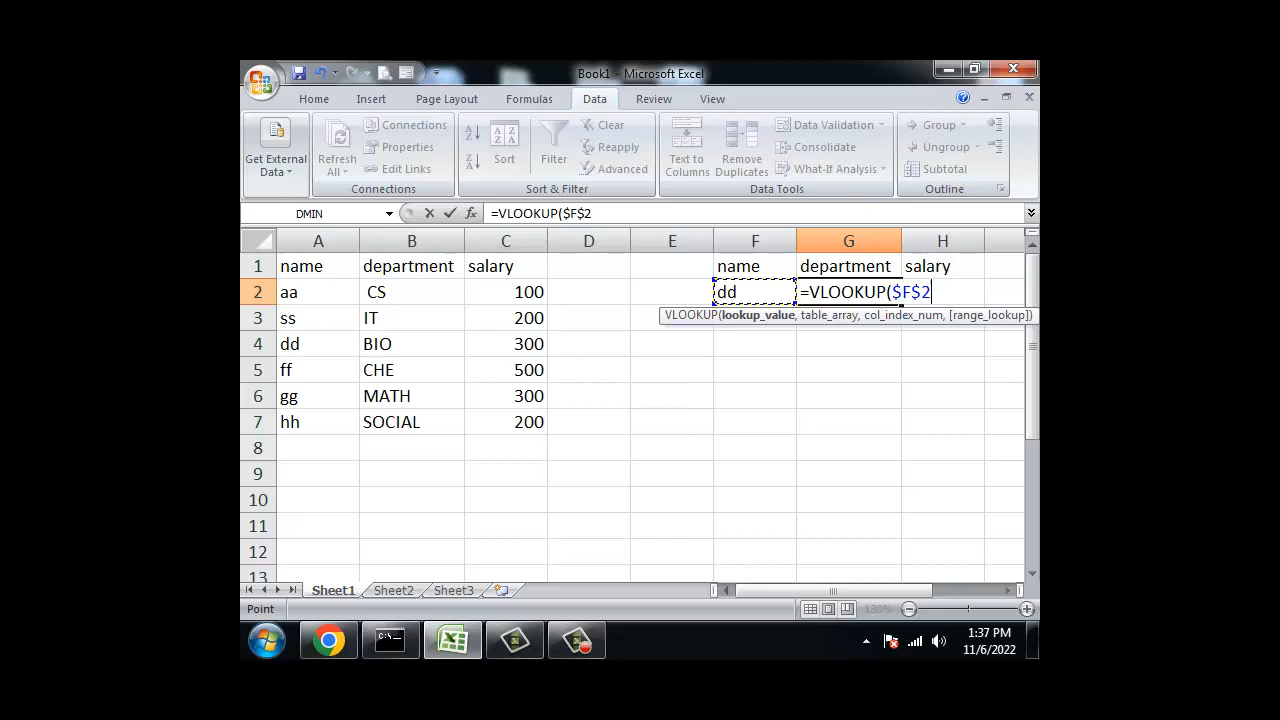 Book1 - Microsoft Excel
Home Insert Page Layout Formulas Data Review View
Get External Data
Refresh All
Connections
Properties
Edit Links
Connections
Sort
Filter
Clear
Reapply
Advanced
Sort & Filter
Text to Columns
Remove Duplicates
Data Validation
Consolidate
What-If Analysis
Data Tools
Group
Ungroup
Subtotal
Outline
DMIN =VLOOKUP($F$2
A B C D E F G H
1 name department salary name department salary
2 aa CS 100 dd =VLOOKUP($F$2
VLOOKUP(lookup_value, table_array, col_index_num, [range_lookup])
3 ss IT 200
4 dd BIO 300
5 ff CHE 500
6 gg MATH 300
7 hh SOCIAL 200
8
9
10
11
12
13
Sheet1 Sheet2 Sheet3
Point 130%
1:37 PM
11/6/2022